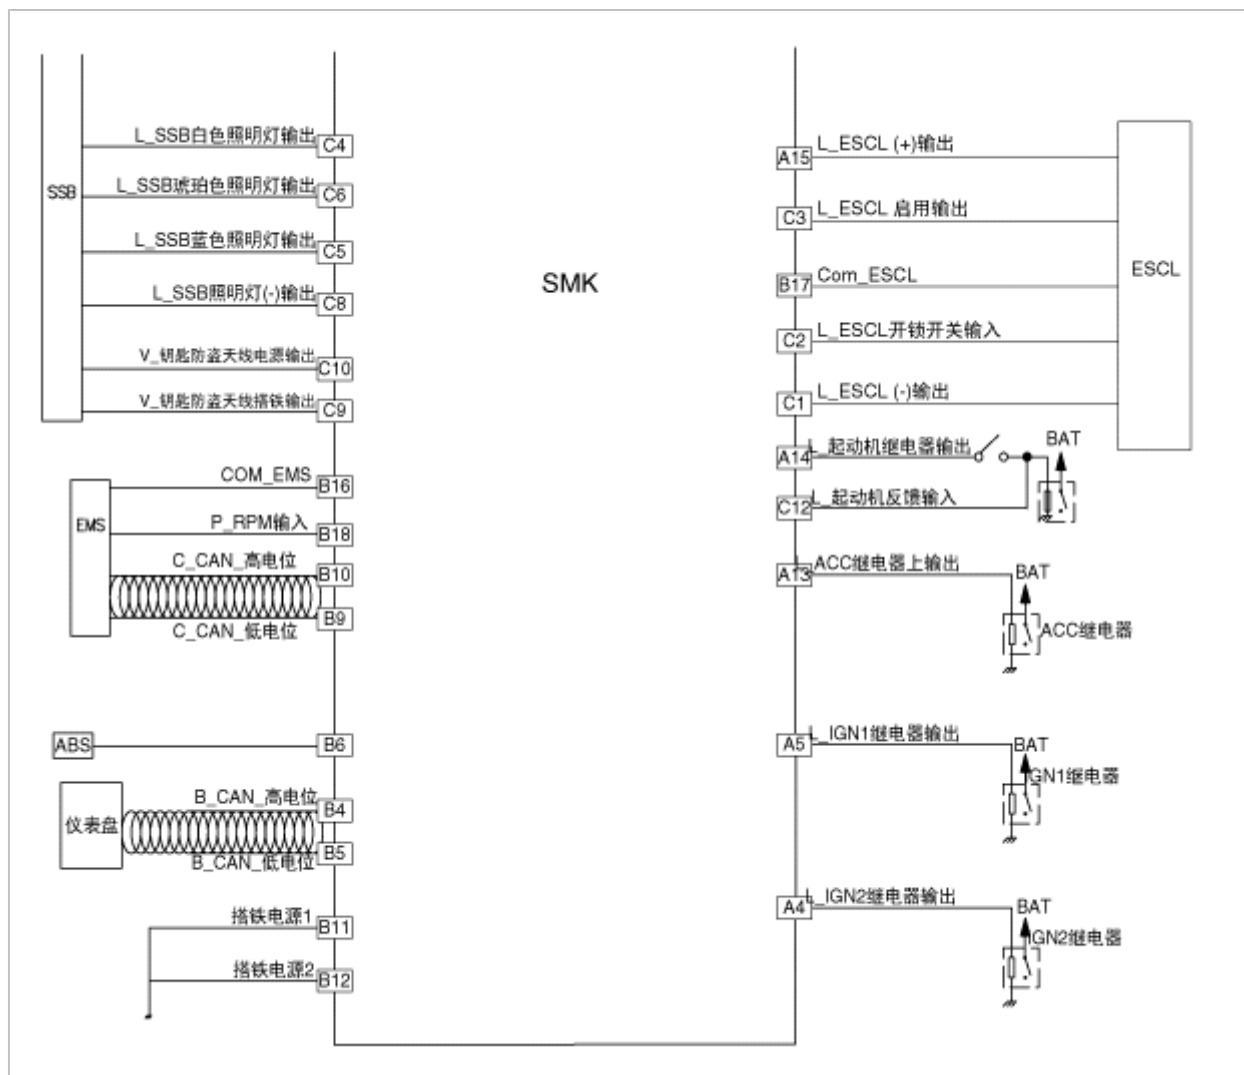 L_SSB白色照明灯输出
C4
SSB
L_SSB琥珀色照明灯输出
C6
L_SSB蓝色照明灯输出
C5
L_SSB照明灯(-)输出
C8
V_钥匙防盗天线电源输出
C10
V_钥匙防盗天线搭铁输出
C9
COM_EMS
B16
EMS
P_RPM输入
B18
C_CAN_高电位
B10
C_CAN_低电位
B9
ABS
B6
仪表盘
B_CAN_高电位
B4
B_CAN_低电位
B5
搭铁电源1
B11
搭铁电源2
B12
SMK
A15
L_ESCL (+)输出
C3
L_ESCL 启用输出
B17
Com_ESCL
ESCL
C2
L_ESCL开锁开关输入
C1
L_ESCL (-)输出
A14
L_起动机继电器输出
BAT
C12
L_起动机反馈输入
A13
L_ACC继电器上输出
BAT
ACC继电器
A5
L_IGN1继电器输出
BAT
IGN1继电器
A4
L_IGN2继电器输出
BAT
IGN2继电器